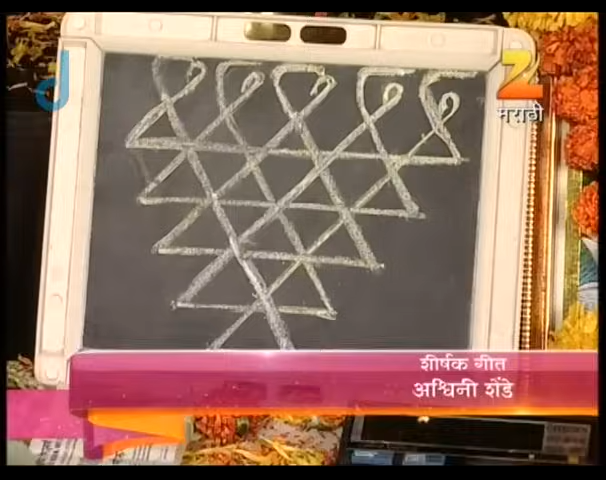 मराठी
शीर्षक गीत
अश्विनी शेंडे